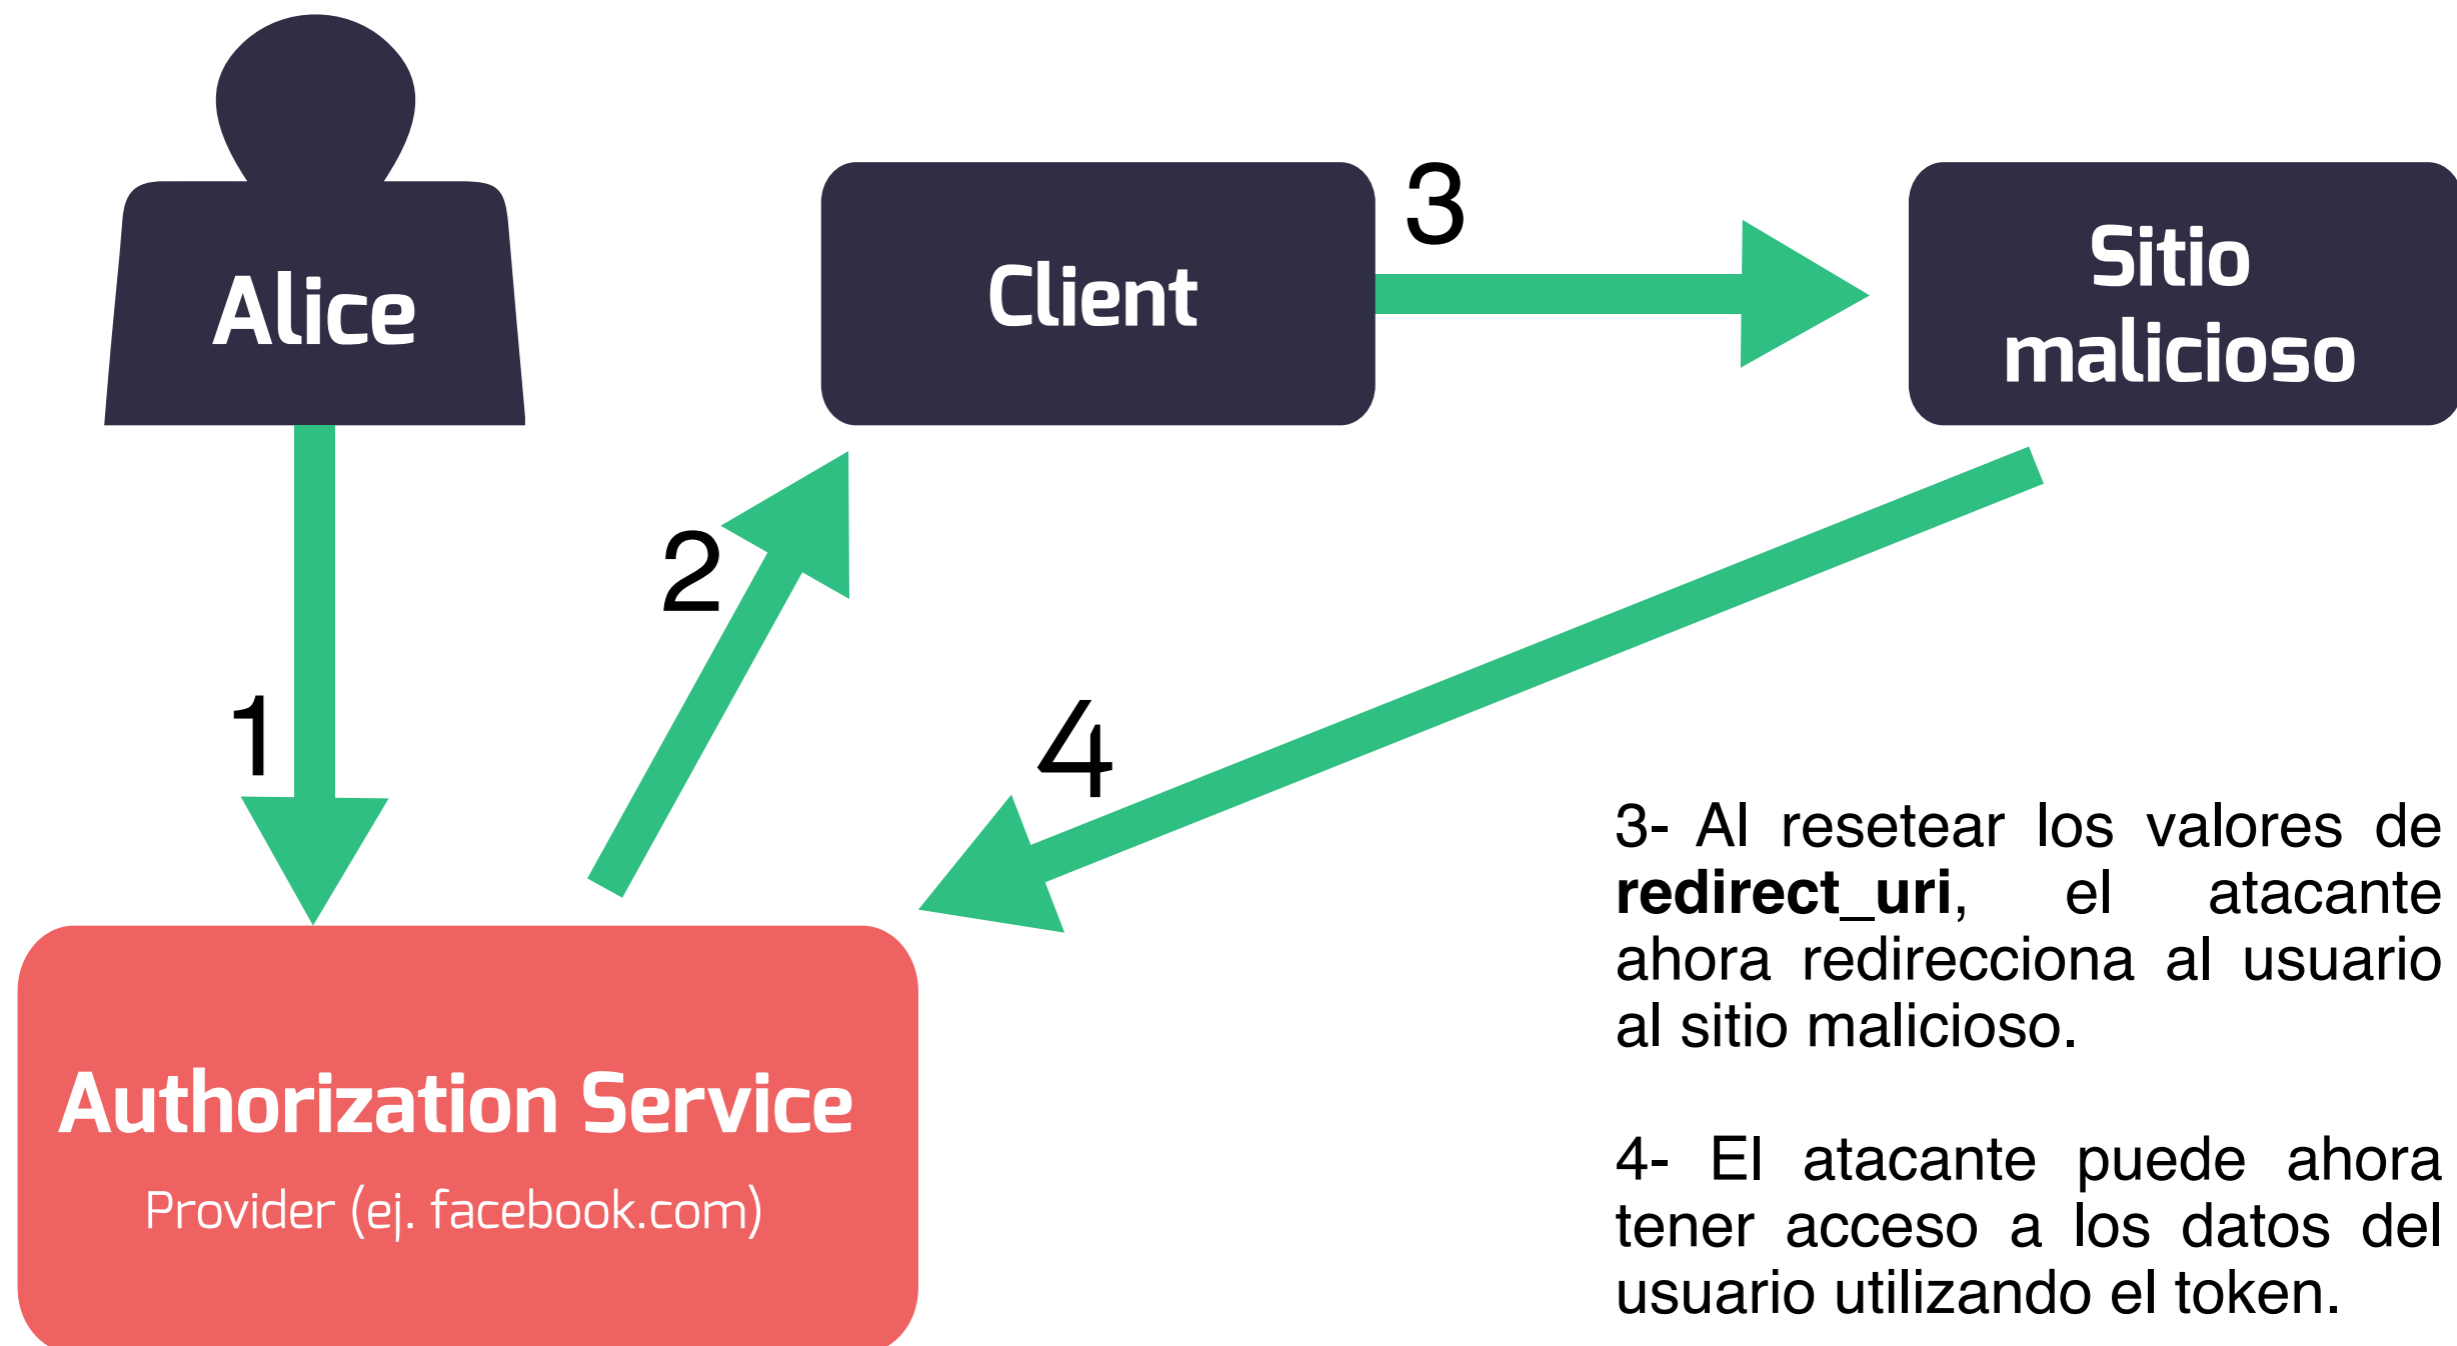 Alice
Client
3
Sitio
malicioso
2
1
4
Authorization Service
Provider (ej. facebook.com)
3- Al resetear los valores de
redirect_uri, el atacante
ahora redirecciona al usuario
al sitio malicioso.
4- El atacante puede ahora
tener acceso a los datos del
usuario utilizando el token.